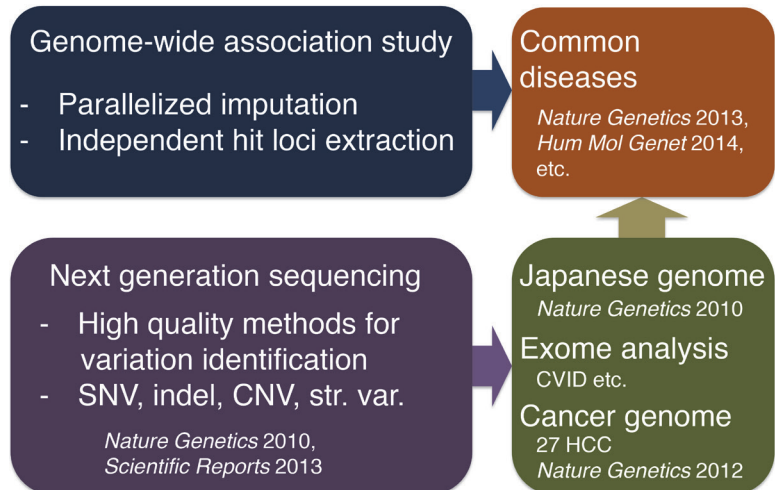 Genome-wide association study
- Parallelized imputation
- Independent hit loci extraction
Common
diseases
Nature Genetics 2013,
Hum Mol Genet 2014,
etc.
Next generation sequencing
- High quality methods for
variation identification
- SNV, indel, CNV, str. var.
Nature Genetics 2010,
Scientific Reports 2013
Japanese genome
Nature Genetics 2010
Exome analysis
CVID etc.
Cancer genome
27 HCC
Nature Genetics 2012